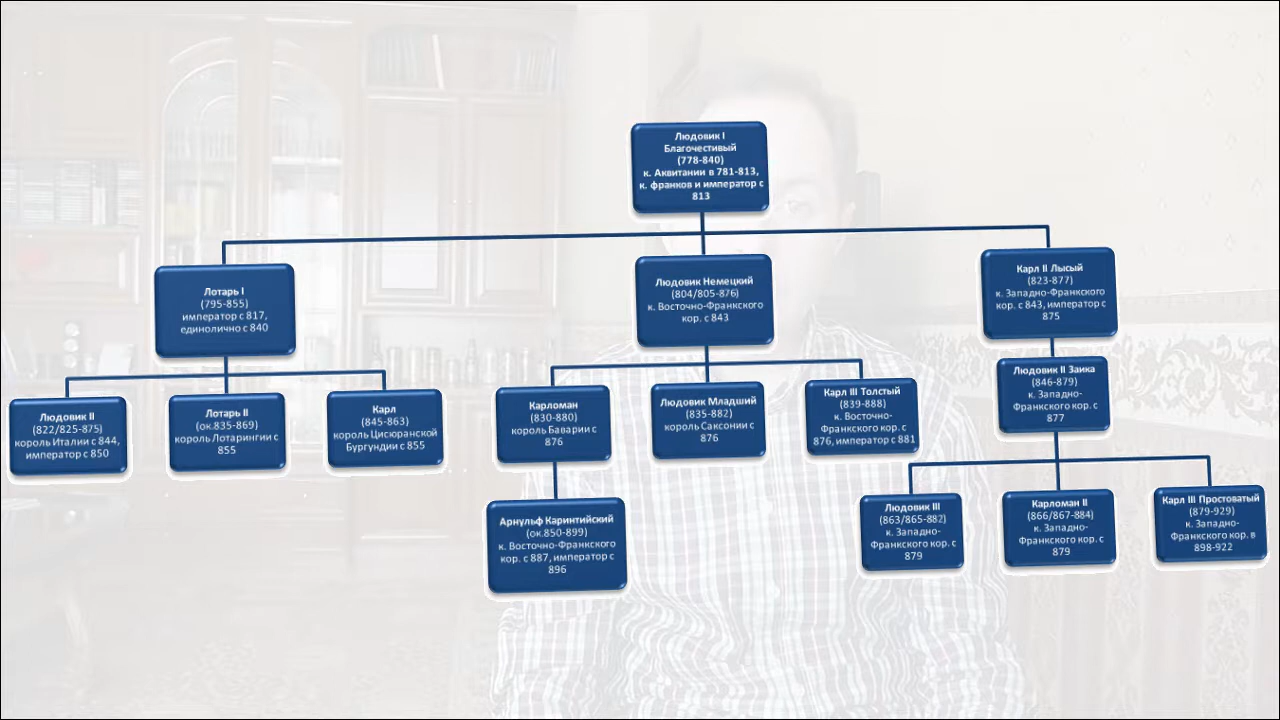 Людовик I
Благочестивый
(778-840)
к. Аквитании в 781-813,
к. франков и император с
813
Лотарь I
(795-855)
император с 817,
единолично с 840
Людовик Немецкий
(804/805-876)
к. Восточно-Франкского
кор. с 843
Карл II Лысый
(823-877)
к. Западно-Франкского
кор. с 843, император с
875
Людовик II
(822/825-875)
король Италии с 844,
император с 850
Лотарь II
(ок.835-869)
король Лотарингии с
855
Карл
(845-863)
король Цисюранской
Бургундии с 855
Карломан
(830-880)
король Баварии с
876
Людовик Младший
(835-882)
король Саксонии с
876
Карл III Толстый
(839-888)
к. Восточно-
Франкского кор. с
876, император с 881
Людовик II Заика
(846-879)
к. Западно-
Франкского кор. с
877
Арнульф Каринтийский
(ок.850-899)
к. Восточно-Франкского
кор. с 887, император с
896
Людовик III
(863/865-882)
к. Западно-
Франкского кор. с
879
Карломан II
(866/867-884)
к. Западно-
Франкского кор. с
879
Карл III Простоватый
(879-929)
к. Западно-
Франкского кор. в
898-922